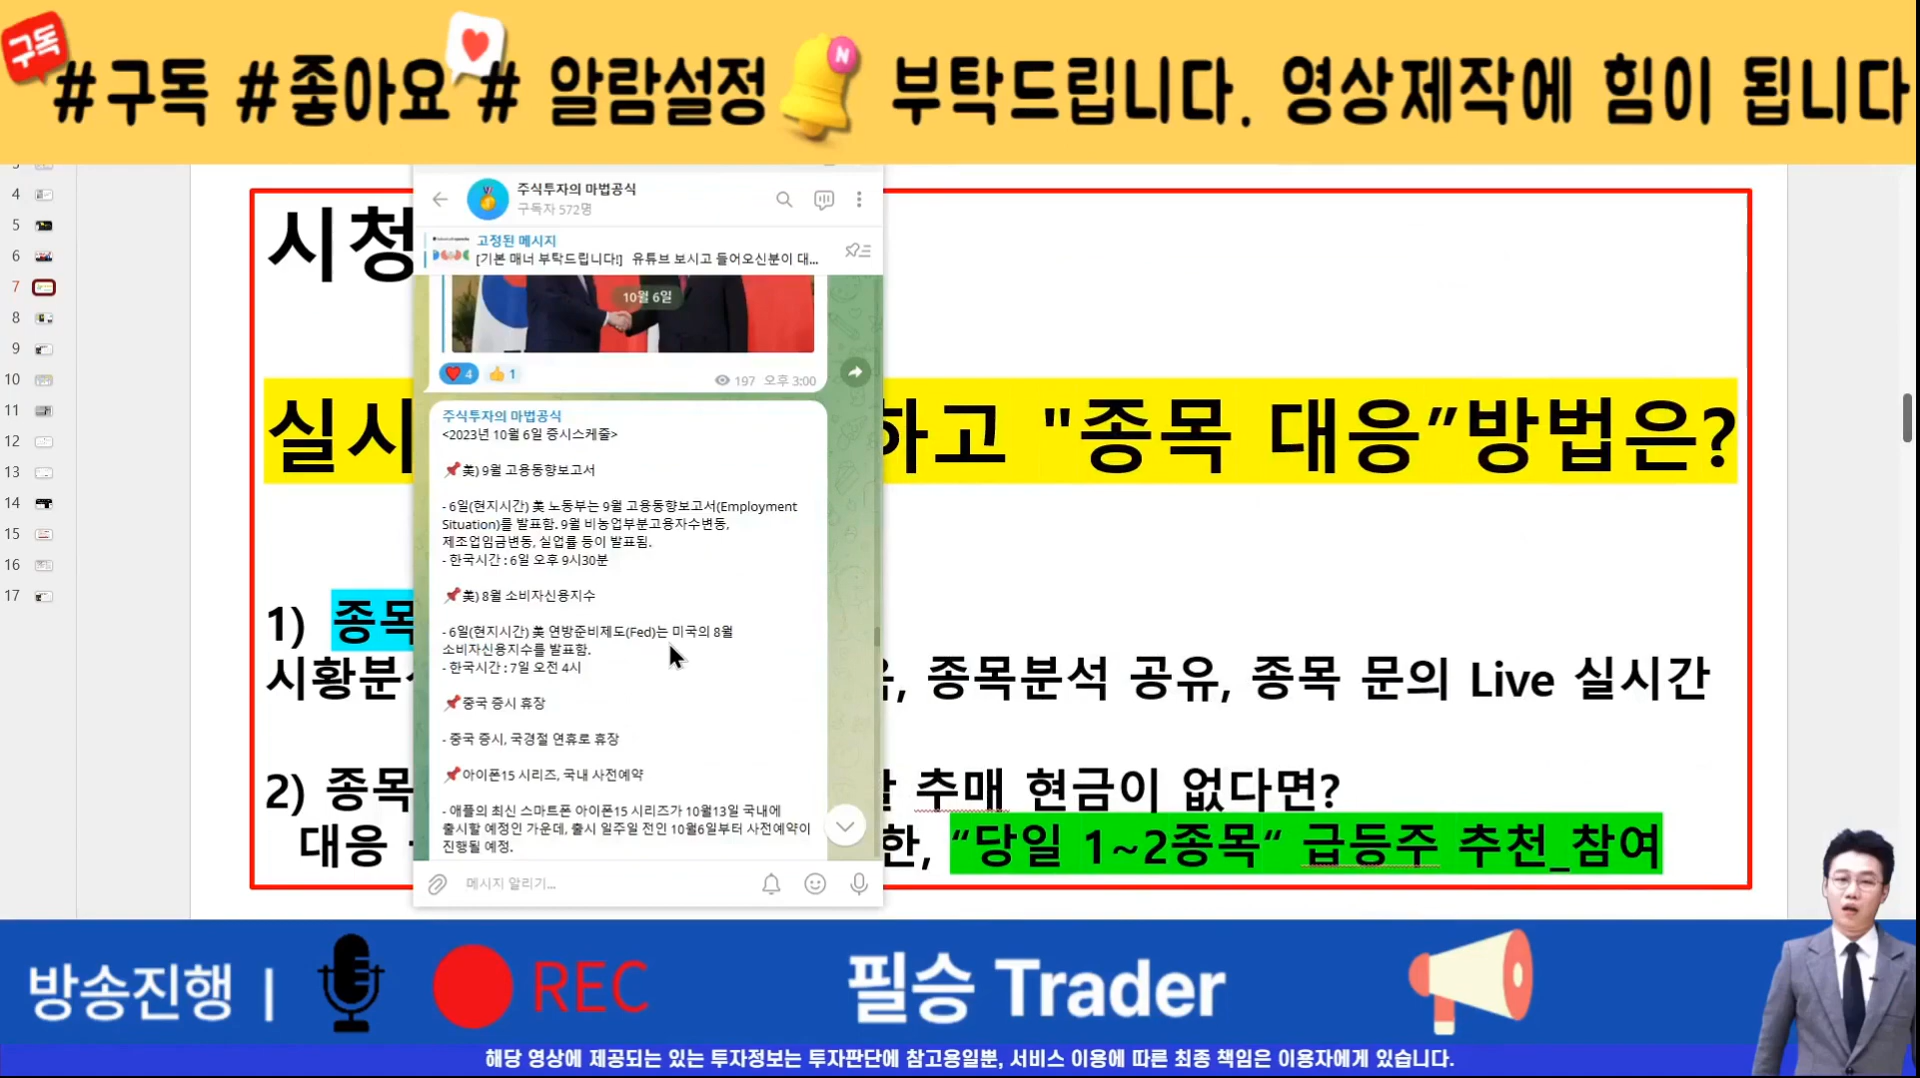 구독
#구독 #좋아요 # 알람설정 N 부탁드립니다. 영상제작에 힘이 됩니다
4
5
6
7
8
9
10
11
12
13
14
15
16
17
시청
실시
하고 "종목 대응”방법은?
1) 종목
시황분
, 종목분석 공유, 종목 문의 Live 실시간
2) 종목
추매 현금이 없다면?
대응
한, “당일 1~2종목“ 급등주 추천_참여
주식투자의 마법공식
구독자 572명
고정된 메시지
[기본 매너 부탁드립니다!] 유튜브 보시고 들어오신분이 대...
10월 6일
4
1
197 오후 3:00
주식투자의 마법공식
<2023년 10월 6일 증시스케줄>
📌美) 9월 고용동향보고서
- 6일(현지시간) 美 노동부는 9월 고용동향보고서(Employment
Situation)를 발표함. 9월 비농업부분고용자수변동,
제조업임금변동, 실업률 등이 발표됨.
- 한국시간 : 6일 오후 9시30분
📌美) 8월 소비자신용지수
- 6일(현지시간) 美 연방준비제도(Fed)는 미국의 8월
소비자신용지수를 발표함.
- 한국시간 : 7일 오전 4시
📌중국 증시 휴장
- 중국 증시, 국경절 연휴로 휴장
📌아이폰15 시리즈, 국내 사전예약
- 애플의 최신 스마트폰 아이폰15 시리즈가 10월13일 국내에
출시할 예정인 가운데, 출시 일주일 전인 10월6일부터 사전예약이
진행될 예정.
메시지 알리기...
방송진행 |
REC
필승 Trader
해당 영상에 제공되는 있는 투자정보는 투자판단에 참고용일뿐, 서비스 이용에 따른 최종 책임은 이용자에게 있습니다.